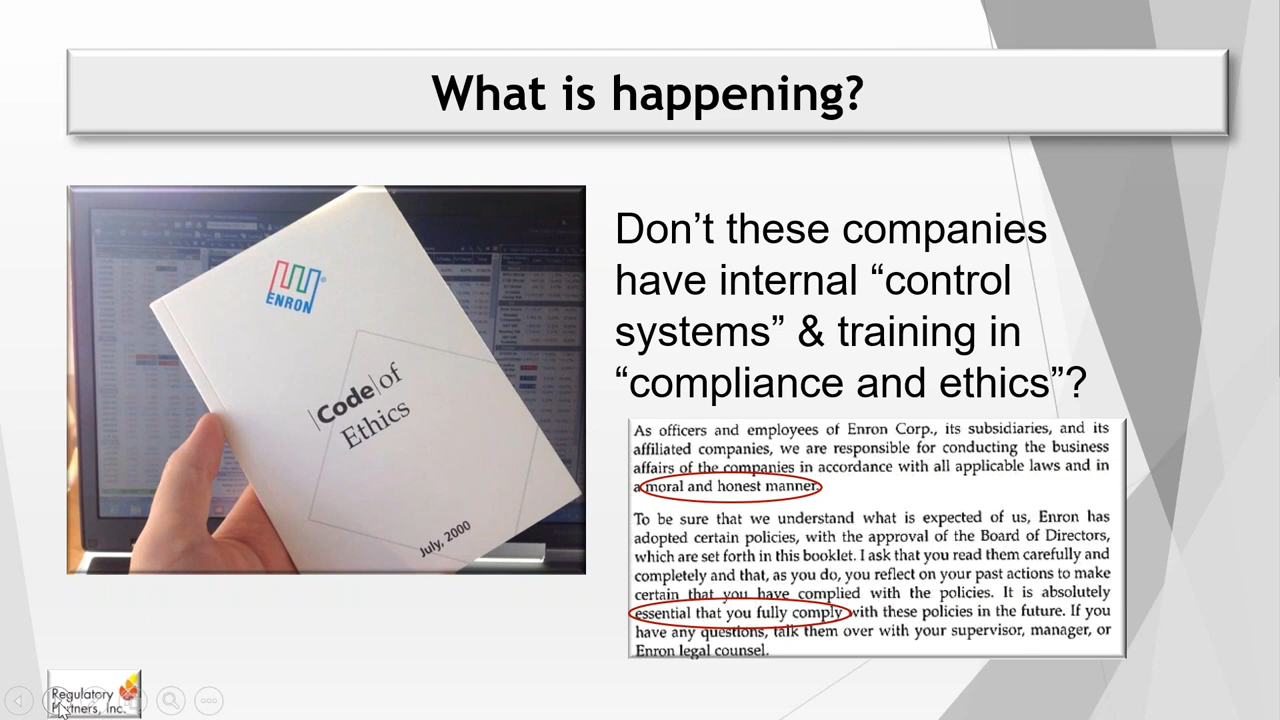 What is happening?
ENRON
Code of
Ethics
July, 2000
Don’t these companies
have internal “control
systems” & training in
“compliance and ethics”?
As officers and employees of Enron Corp., its subsidiaries, and its
affiliated companies, we are responsible for conducting the business
affairs of the companies in accordance with all applicable laws and in
a moral and honest manner.
To be sure that we understand what is expected of us, Enron has
adopted certain policies, with the approval of the Board of Directors,
which are set forth in this booklet. I ask that you read them carefully and
completely and that, as you do, you reflect on your past actions to make
certain that you have complied with the policies. It is absolutely
essential that you fully comply with these policies in the future. If you
have any questions, talk them over with your supervisor, manager, or
Enron legal counsel.
Regulatory
Partners, Inc.